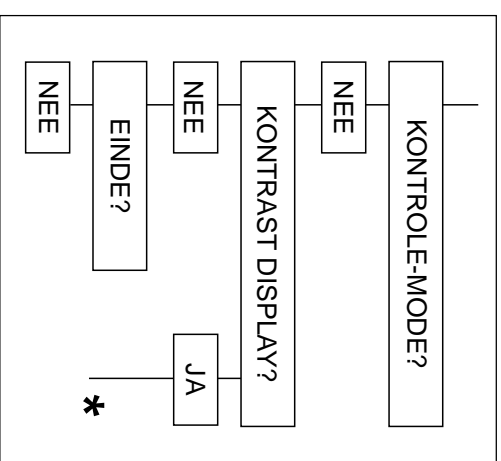 KONTROLE-MODE?
NEE
KONTRAST DISPLAY?
NEE
JA
EINDE?
*
NEE